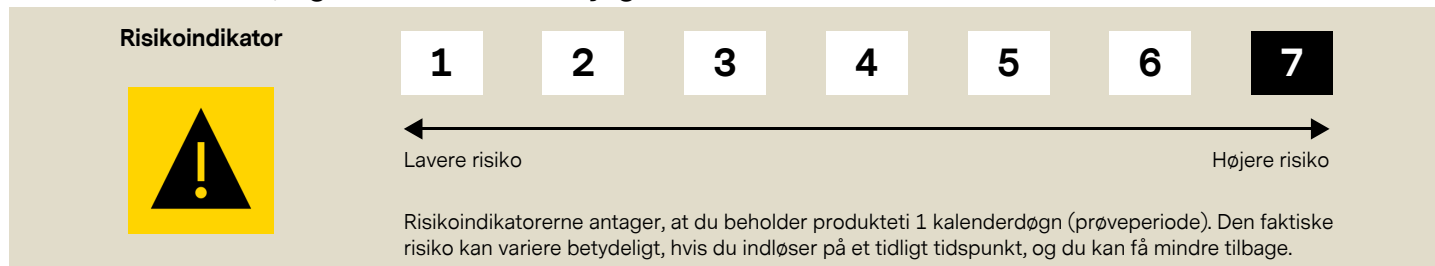 Risikoindikator
1 2 3 4 5 6 7
Lavere risiko Højere risiko
Risikoindikatorerne antager, at du beholder produkteti 1 kalenderdøgn (prøveperiode). Den faktiske
risiko kan variere betydeligt, hvis du indløser på et tidligt tidspunkt, og du kan få mindre tilbage.